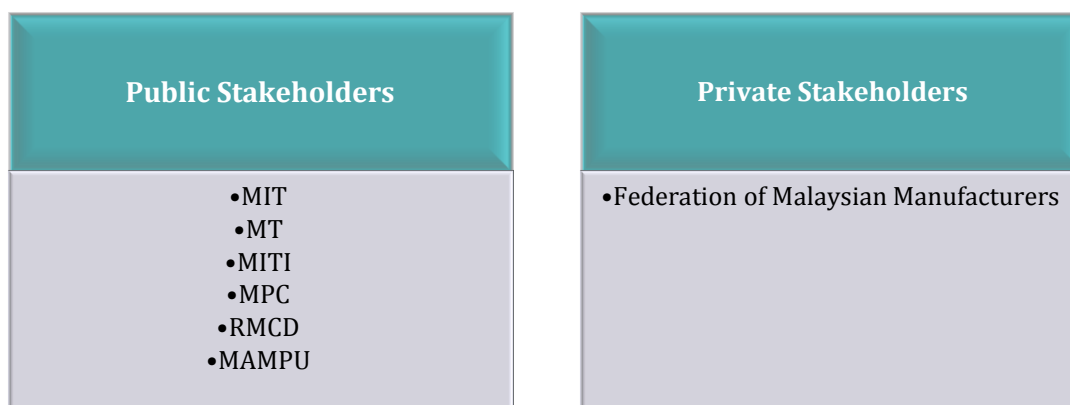 Public Stakeholders
•MIT
•MT
•MITI
•MPC
•RMCD
•MAMPU
Private Stakeholders
•Federation of Malaysian Manufacturers